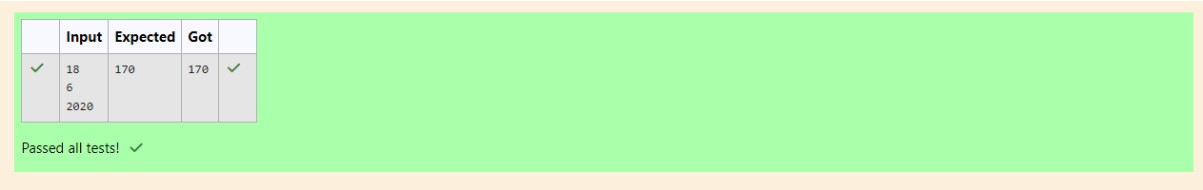 Input Expected Got
18 170 170
6
2020
Passed all tests!